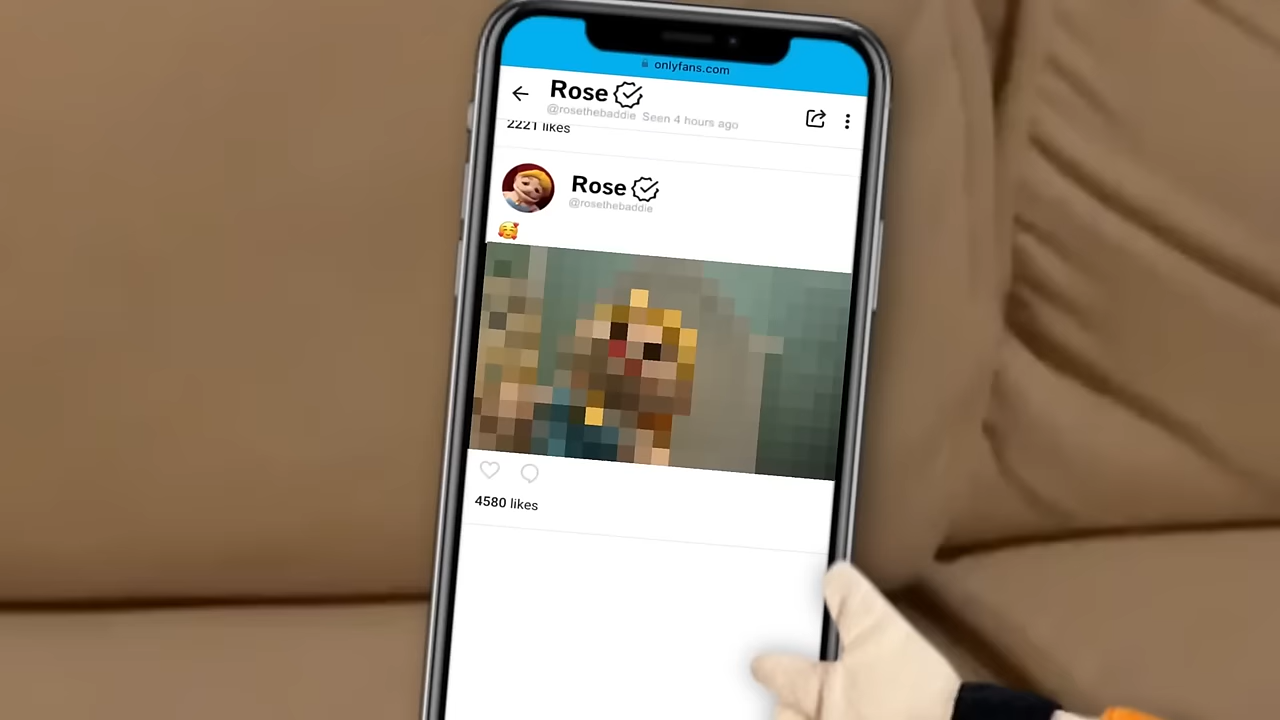 onlyfans.com
Rose
@rosethebaddie Seen 4 hours ago
2221 likes
Rose
@rosethebaddie
4580 likes